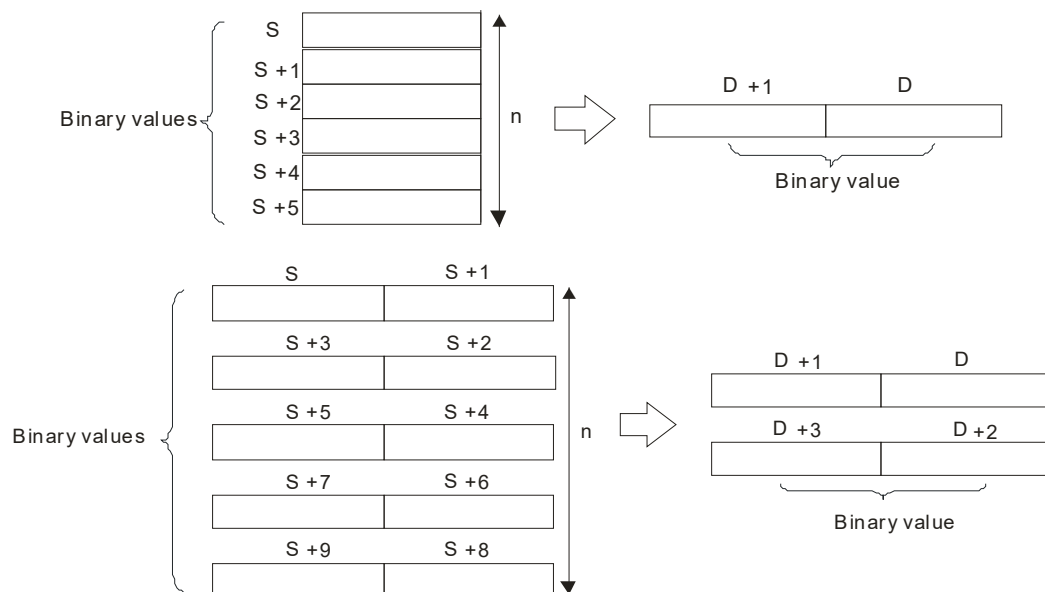 S
S +1
S +2
S +3
S +4
S +5
Binary values
n
D +1 D
Binary value
S S +1
S +3 S +2
S +5 S +4
S +7 S +6
S +9 S +8
Binary values
n
D +1 D
D +3 D +2
Binary value